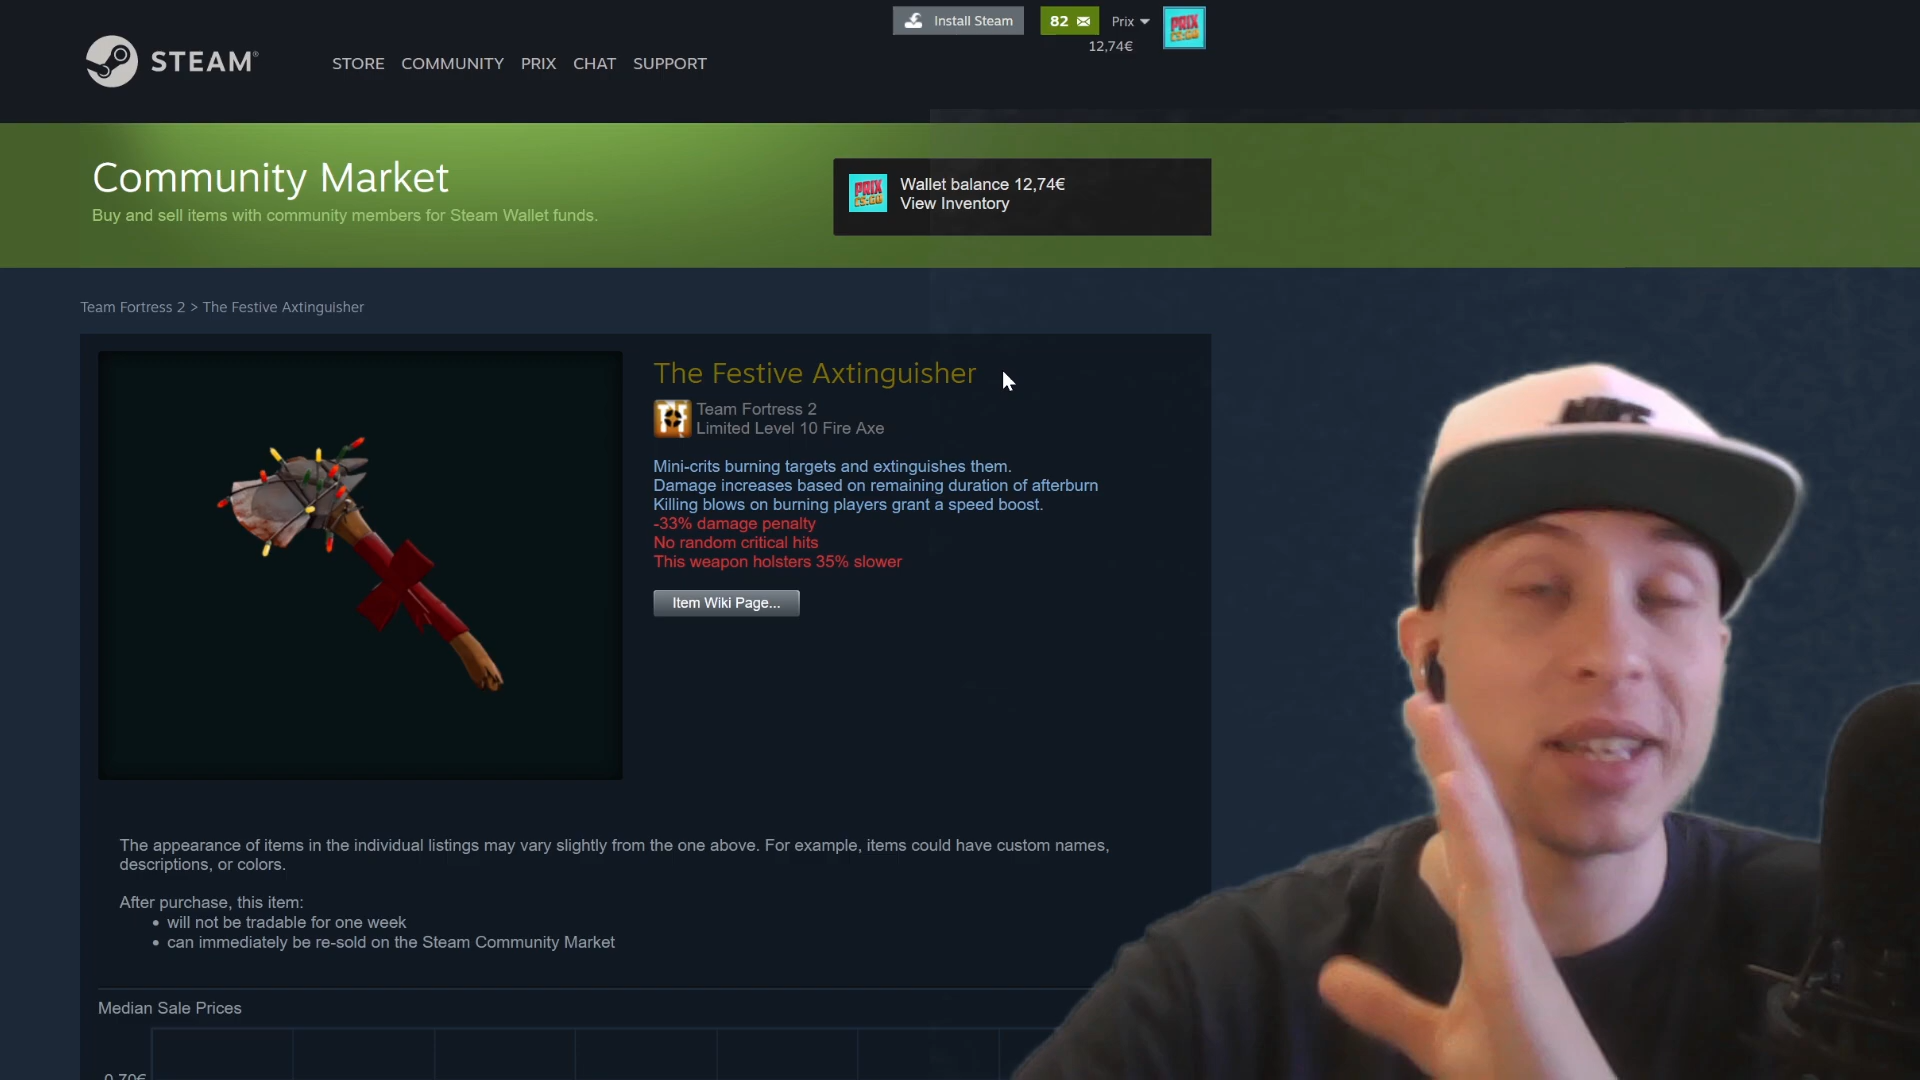 Install Steam
82
Prix
12,74€
STEAM®
STORE COMMUNITY PRIX CHAT SUPPORT
PRIX
CS:GO
Community Market
Buy and sell items with community members for Steam Wallet funds.
PRIX
CS:GO
Wallet balance 12,74€
View Inventory
Team Fortress 2 > The Festive Axtinguisher
The Festive Axtinguisher
Team Fortress 2
Limited Level 10 Fire Axe
Mini-crits burning targets and extinguishes them.
Damage increases based on remaining duration of afterburn
Killing blows on burning players grant a speed boost.
-33% damage penalty
No random critical hits
This weapon holsters 35% slower
Item Wiki Page...
The appearance of items in the individual listings may vary slightly from the one above. For example, items could have custom names,
descriptions, or colors.
After purchase, this item:
• will not be tradable for one week
• can immediately be re-sold on the Steam Community Market
Median Sale Prices